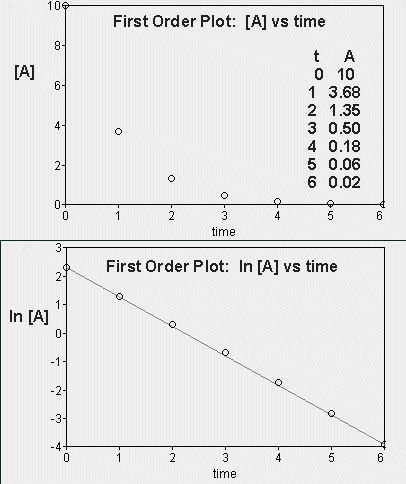 First Order Plot: [A] vs time
10
8
6
4
2
0
[A]
t A
0 10
1 3.68
2 1.35
3 0.50
4 0.18
5 0.06
6 0.02
0 1 2 3 4 5 6
time
First Order Plot: ln [A] vs time
3
2
1
0
-1
-2
-3
-4
ln [A]
0 1 2 3 4 5 6
time